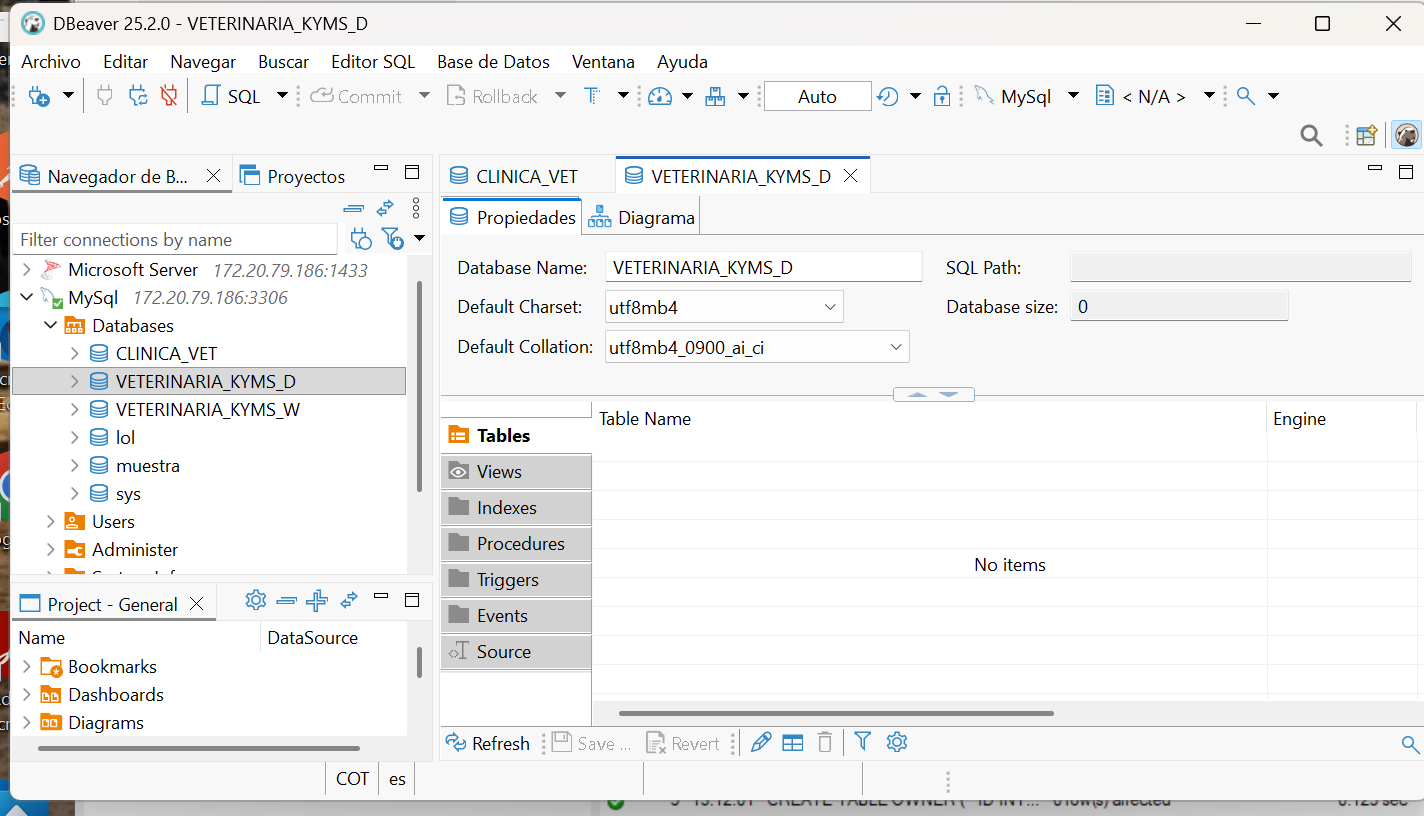 DBeaver 25.2.0 - VETERINARIA_KYMS_D
Archivo Editar Navegar Buscar Editor SQL Base de Datos Ventana Ayuda
SQL Commit Rollback Auto MySql < N/A >
Navegador de B... Proyectos
CLINICA_VET VETERINARIA_KYMS_D
Propiedades Diagrama
Filter connections by name
Microsoft Server 172.20.79.186:1433
MySql 172.20.79.186:3306
Databases
CLINICA_VET
VETERINARIA_KYMS_D
VETERINARIA_KYMS_W
lol
muestra
sys
Users
Administer
Project - General
Name DataSource
Bookmarks
Dashboards
Diagrams
Database Name: VETERINARIA_KYMS_D SQL Path:
Default Charset: utf8mb4 Database size: 0
Default Collation: utf8mb4_0900_ai_ci
Table Name Engine
Tables
Views
Indexes
Procedures
Triggers
Events
Source
No items
Refresh Save ... Revert
COT es